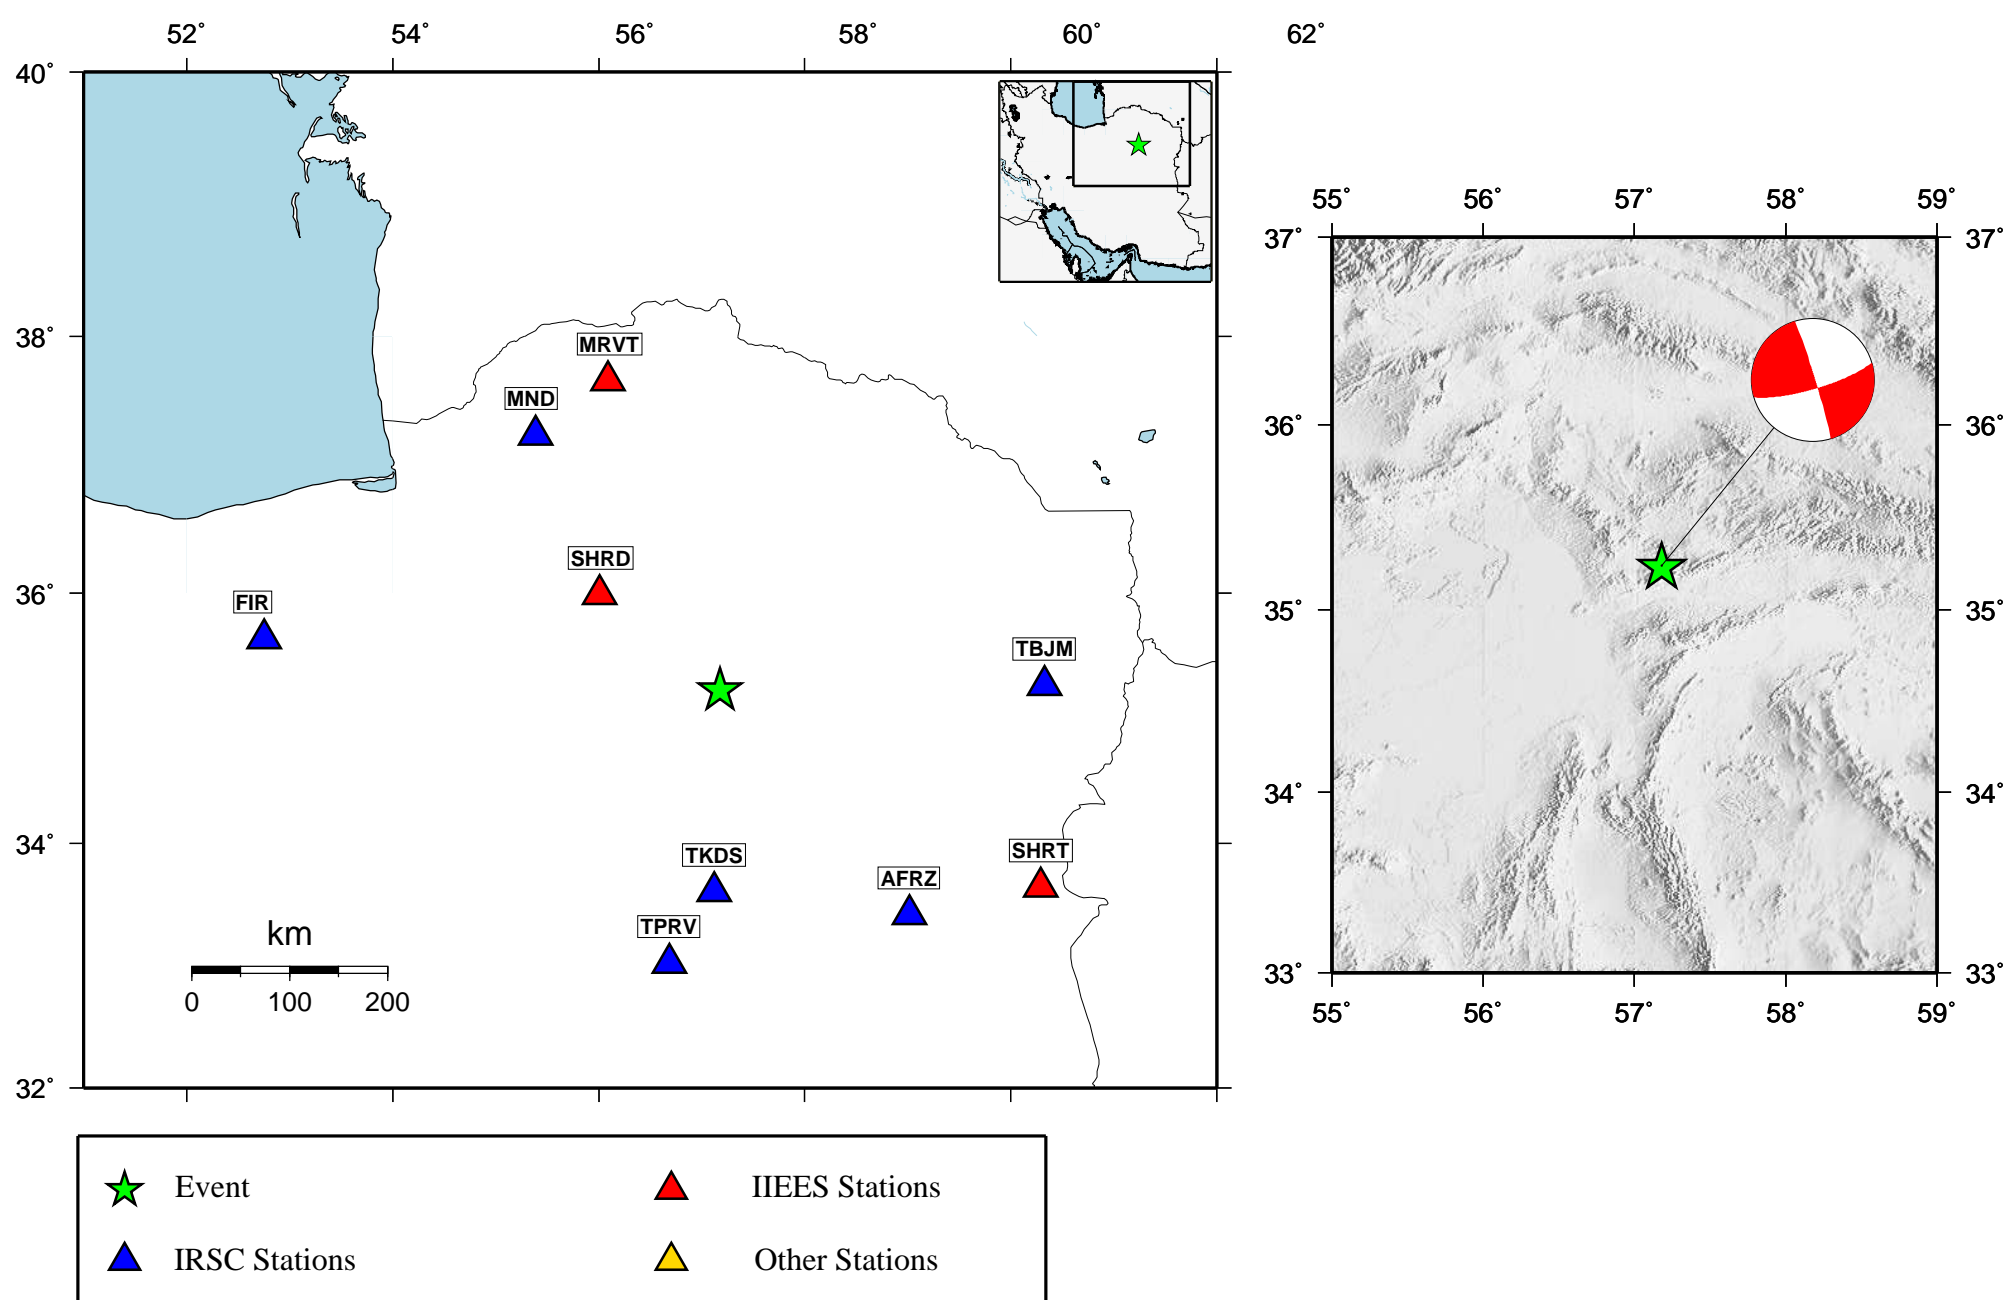 52˚ 54˚ 56˚ 58˚ 60˚ 62˚
40˚
38˚
36˚
34˚
32˚
MRVT
MND
SHRD
FIR
TBJM
TKDS
AFRZ
SHRT
TPRV
km
0 100 200
55˚ 56˚ 57˚ 58˚ 59˚
37˚ 37˚
36˚ 36˚
35˚ 35˚
34˚ 34˚
33˚ 33˚
55˚ 56˚ 57˚ 58˚ 59˚
Event IIEES Stations
IRSC Stations Other Stations